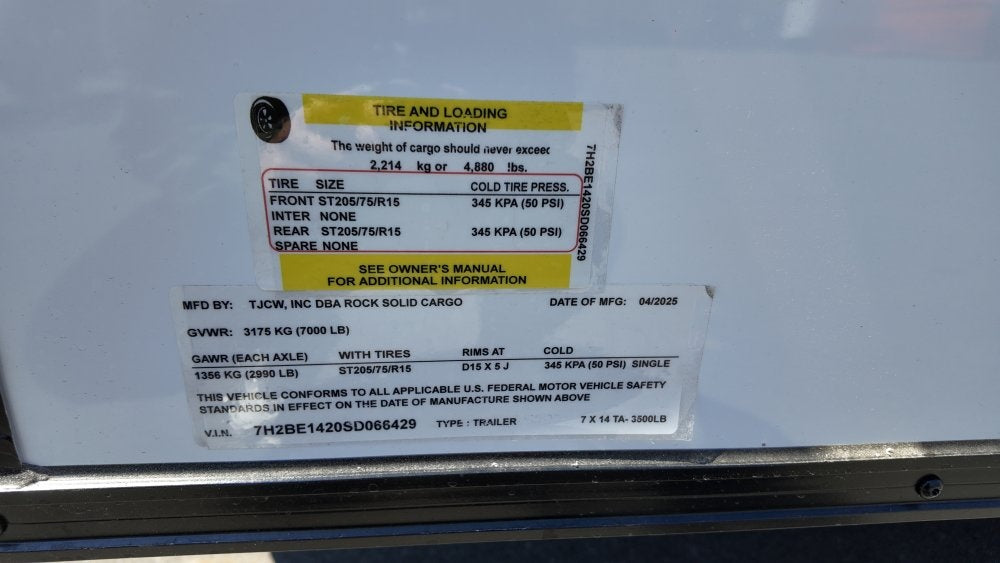 TIRE AND LOADING
INFORMATION
The weight of cargo should never exceed
2,214 kg or 4,880 lbs.
TIRE SIZE COLD TIRE PRESS.
FRONT ST205/75/R15 345 KPA (50 PSI)
INTER NONE
REAR ST205/75/R15 345 KPA (50 PSI)
SPARE NONE
SEE OWNER'S MANUAL
FOR ADDITIONAL INFORMATION
7H2BE1420SD066429
MFD BY: TJCW, INC DBA ROCK SOLID CARGO DATE OF MFG: 04/2025
GVWR: 3175 KG (7000 LB)
GAWR (EACH AXLE) WITH TIRES RIMS AT COLD
1356 KG (2990 LB) ST205/75/R15 D15 X 5 J 345 KPA (50 PSI) SINGLE
THIS VEHICLE CONFORMS TO ALL APPLICABLE U.S. FEDERAL MOTOR VEHICLE SAFETY
STANDARDS IN EFFECT ON THE DATE OF MANUFACTURE SHOWN ABOVE
V.I.N. 7H2BE1420SD066429 TYPE : TRAILER 7 X 14 TA- 3500LB